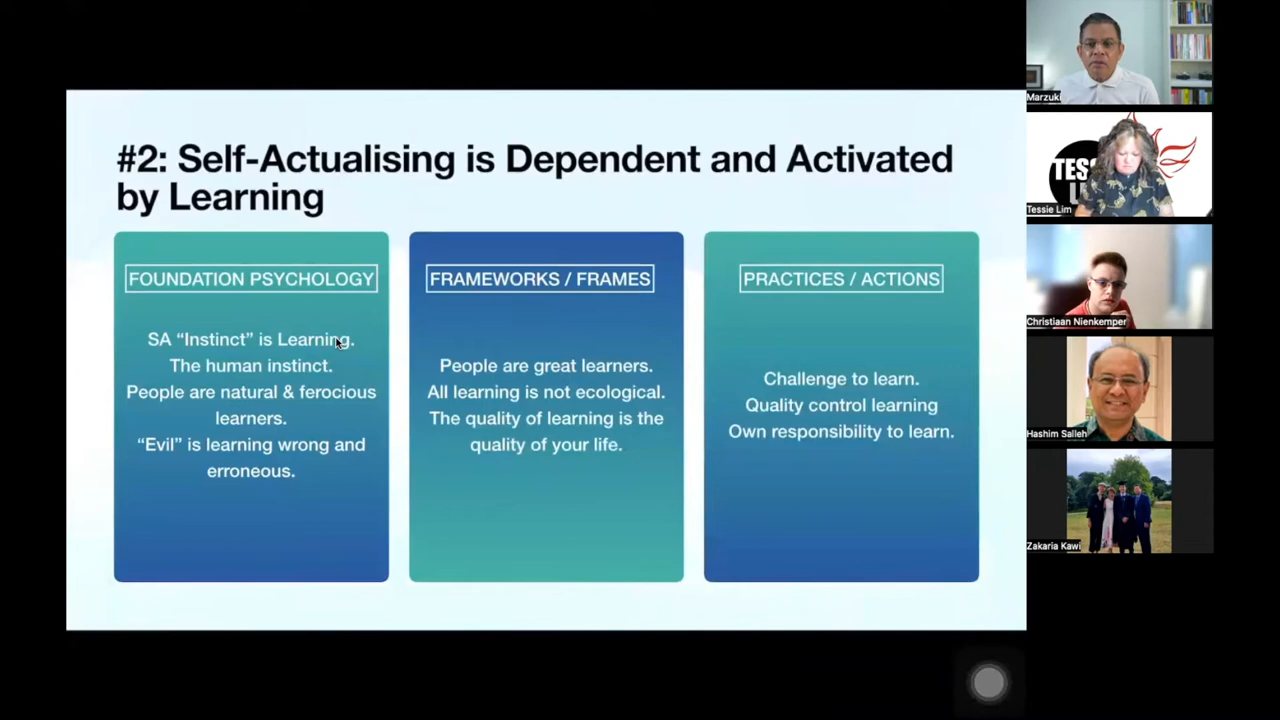 #2: Self-Actualising is Dependent and Activated
by Learning
FOUNDATION PSYCHOLOGY
SA “Instinct” is Learning.
The human instinct.
People are natural & ferocious
learners.
“Evil” is learning wrong and
erroneous.
FRAMEWORKS / FRAMES
People are great learners.
All learning is not ecological.
The quality of learning is the
quality of your life.
PRACTICES / ACTIONS
Challenge to learn.
Quality control learning
Own responsibility to learn.
Marzuki
TESS
U
Tessie Lim
Christiaan Nienkemper
Hashim Salleh
Zakaria Kawi